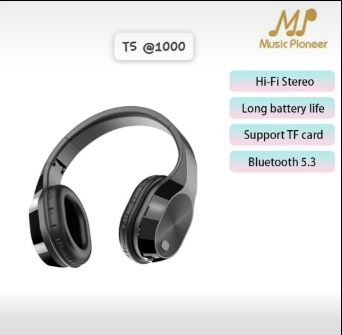 T5 @1000
MP
Music Pioneer
Hi-Fi Stereo
Long battery life
Support TF card
Bluetooth 5.3